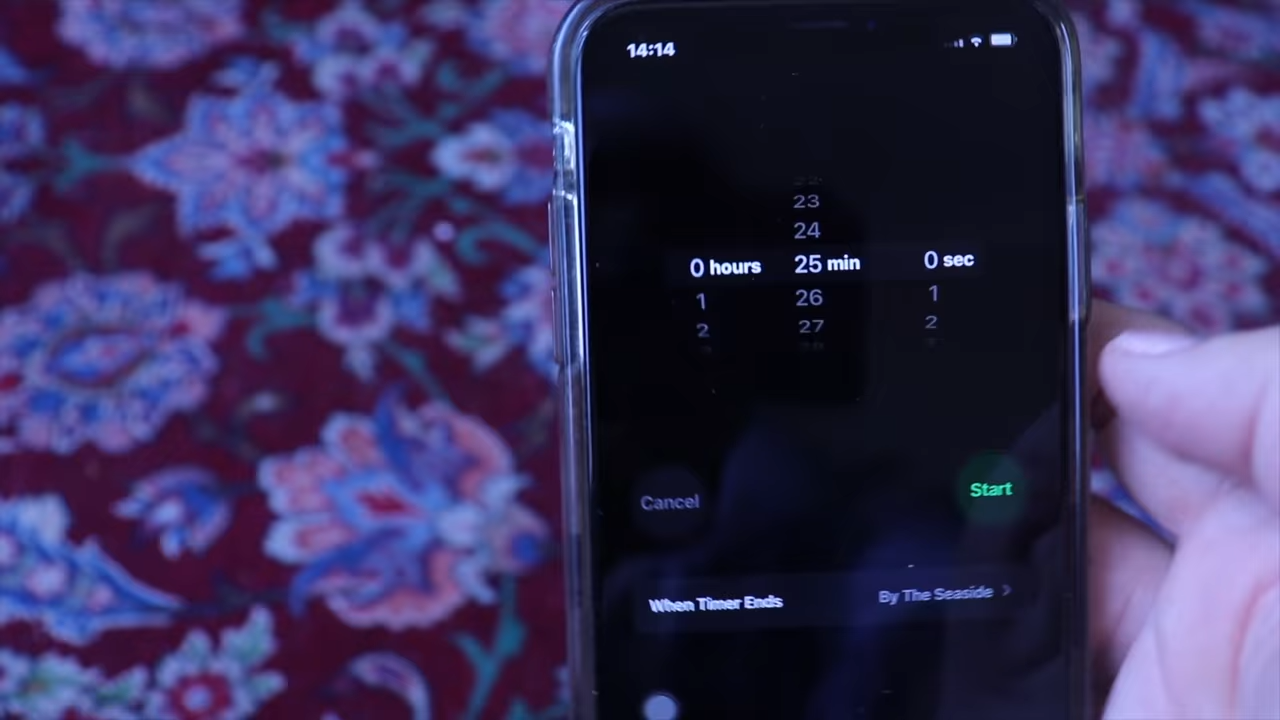 14:14
23
24
0 hours 25 min 0 sec
1 26 1
2 27 2
Cancel Start
When Timer Ends By The Seaside >